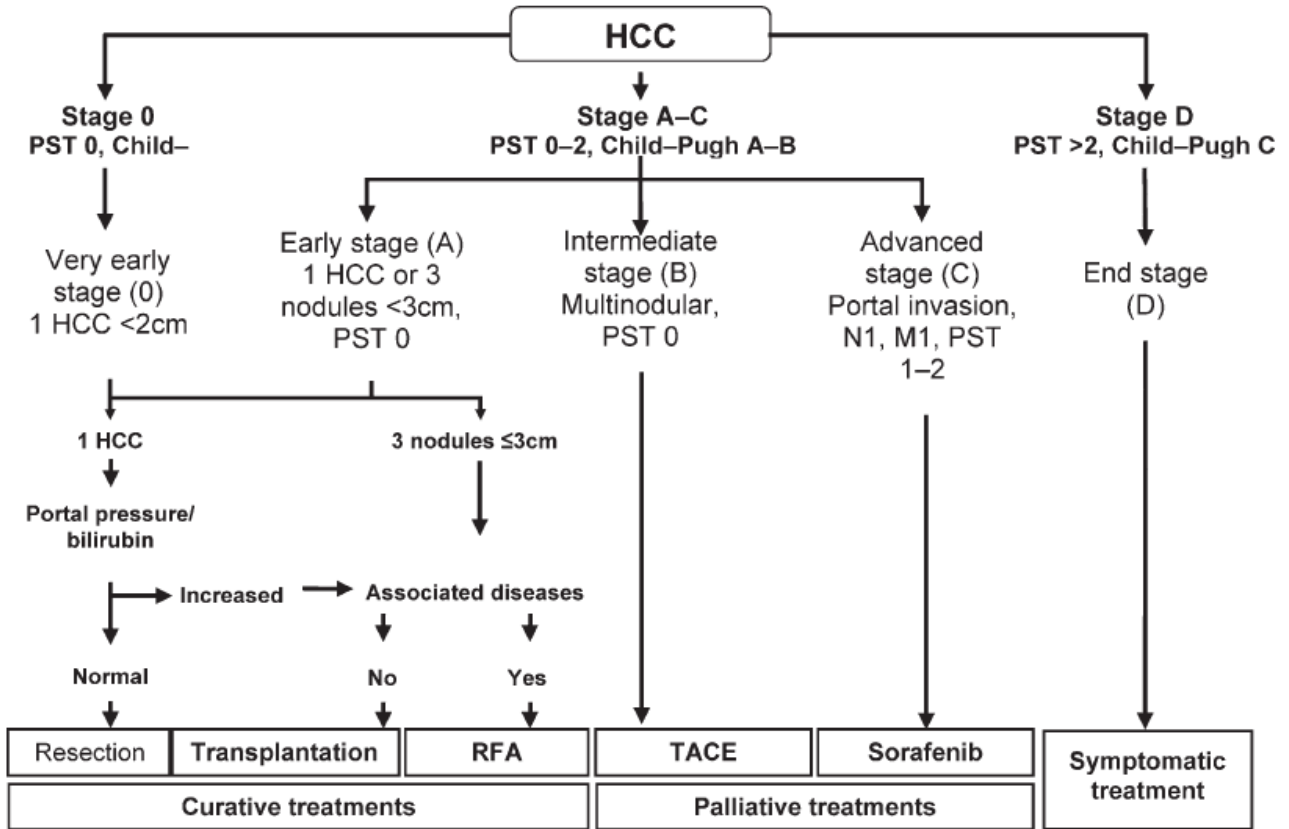 HCC
Stage 0
PST 0, Child–
Stage A–C
PST 0–2, Child–Pugh A–B
Stage D
PST >2, Child–Pugh C
Very early
stage (0)
1 HCC <2cm
Early stage (A)
1 HCC or 3
nodules <3cm,
PST 0
Intermediate
stage (B)
Multinodular,
PST 0
Advanced
stage (C)
Portal invasion,
N1, M1, PST
1–2
End stage
(D)
1 HCC
3 nodules ≤3cm
Portal pressure/
bilirubin
Increased
Associated diseases
Normal
No
Yes
Resection
Transplantation
RFA
TACE
Sorafenib
Symptomatic
treatment
Curative treatments
Palliative treatments